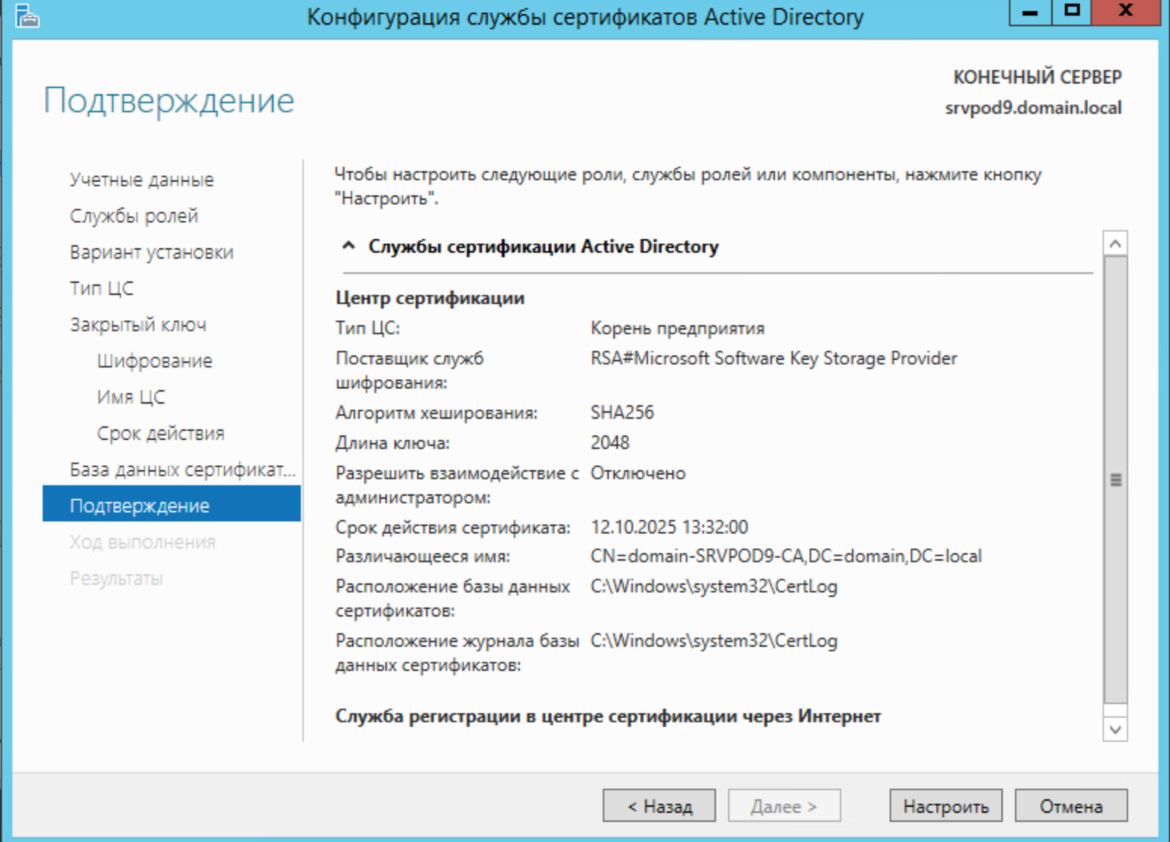 Конфигурация службы сертификатов Active Directory
КОНЕЧНЫЙ СЕРВЕР
srvpod9.domain.local
Подтверждение
Учетные данные
Службы ролей
Вариант установки
Тип ЦС
Закрытый ключ
Шифрование
Имя ЦС
Срок действия
База данных сертификат...
Подтверждение
Ход выполнения
Результаты
Чтобы настроить следующие роли, службы ролей или компоненты, нажмите кнопку
"Настроить".
Службы сертификации Active Directory
Центр сертификации
Тип ЦС: Корень предприятия
Поставщик служб RSA#Microsoft Software Key Storage Provider
шифрования:
Алгоритм хеширования: SHA256
Длина ключа: 2048
Разрешить взаимодействие с Отключено
администратором:
Срок действия сертификата: 12.10.2025 13:32:00
Различающееся имя: CN=domain-SRVPOD9-CA,DC=domain,DC=local
Расположение базы данных C:\Windows\system32\CertLog
сертификатов:
Расположение журнала базы C:\Windows\system32\CertLog
данных сертификатов:
Служба регистрации в центре сертификации через Интернет
< Назад
Далее >
Настроить
Отмена